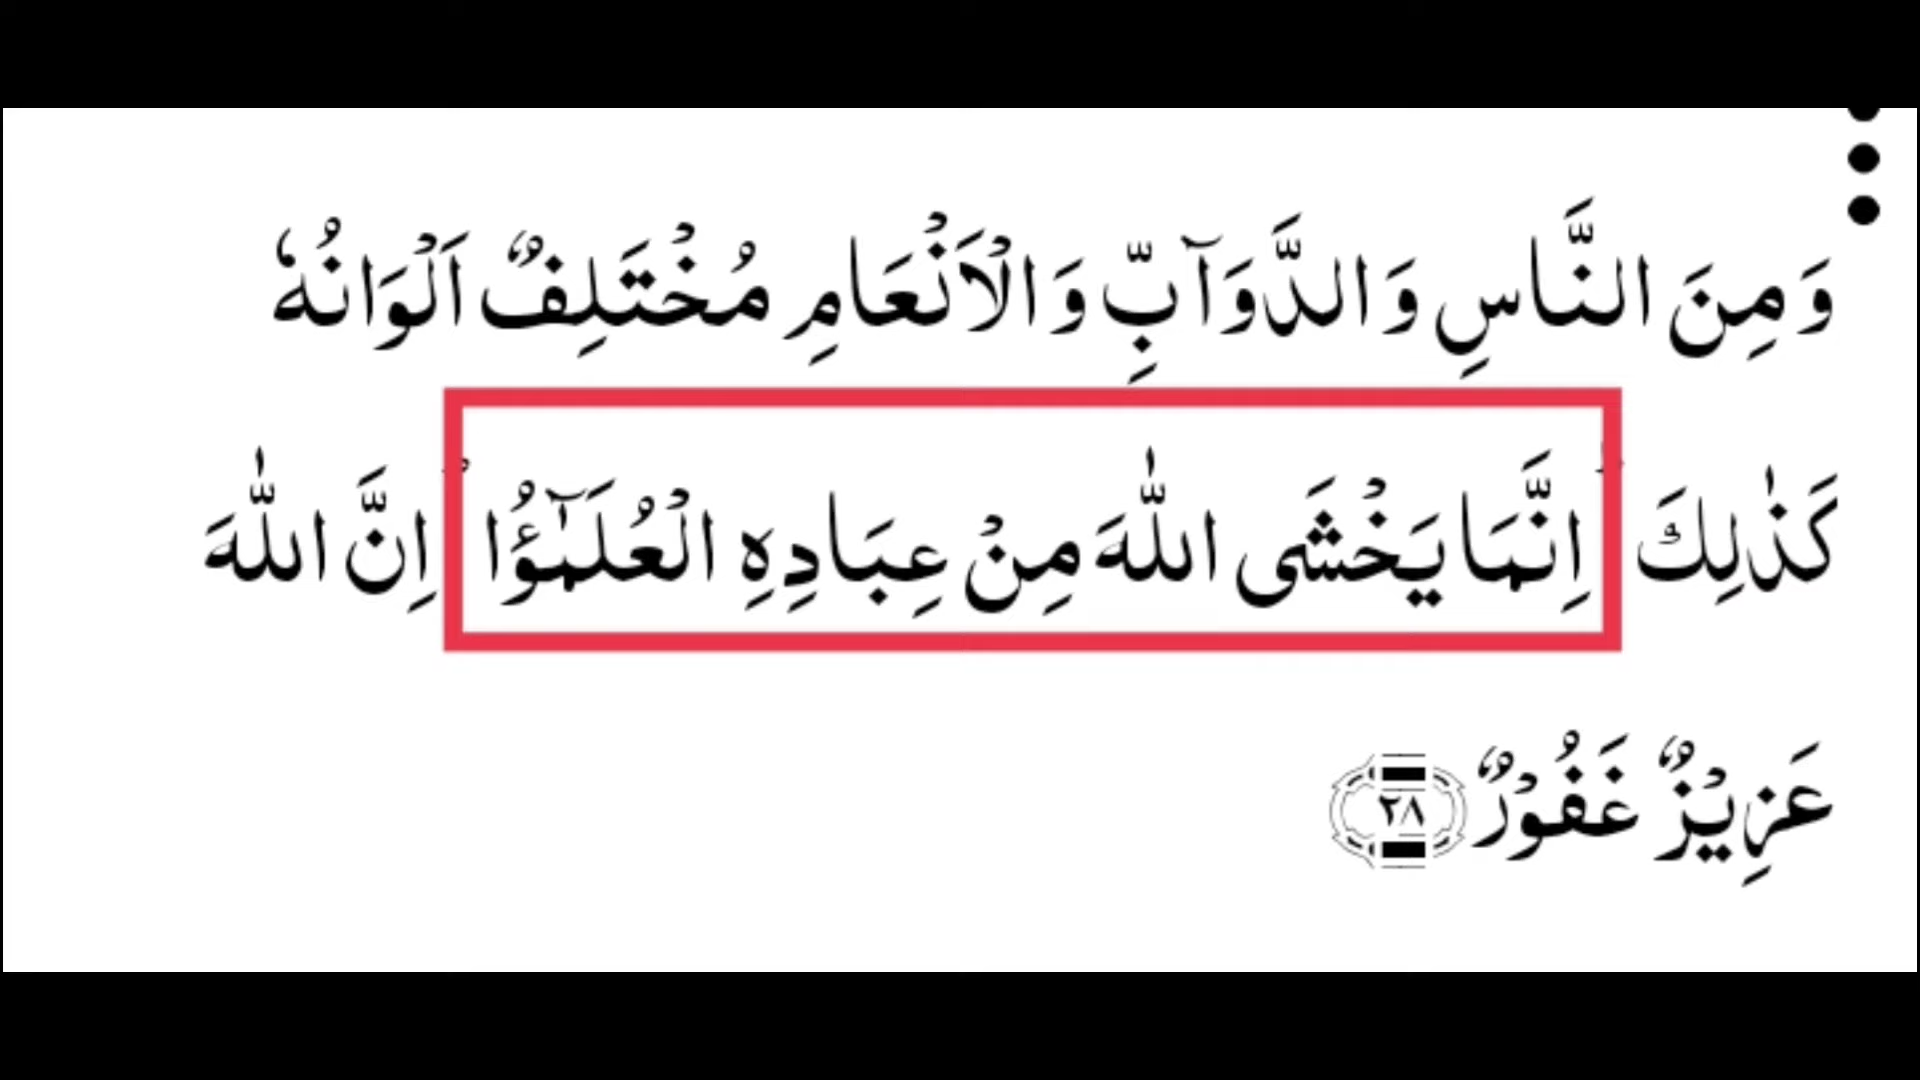 وَمِنَ النَّاسِ وَالدَّوَآبِّ وَالْاَنْعَامِ مُخْتَلِفٌ اَلْوَانُهٗ
كَذٰلِكَ ؕ اِنَّمَا يَخْشَى اللّٰهَ مِنْ عِبَادِهِ الْعُلَمٰٓؤُا ؕ اِنَّ اللّٰهَ
عَزِيْزٌ غَفُوْرٌ ٢٨